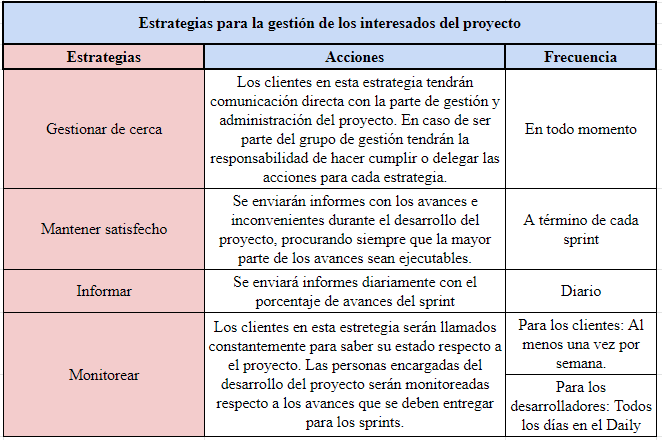 Estrategias para la gestión de los interesados del proyecto
Estrategias
Acciones
Frecuencia
Gestionar de cerca
Los clientes en esta estrategia tendrán
comunicación directa con la parte de gestión y
administración del proyecto. En caso de ser
parte del grupo de gestión tendrán la
responsabilidad de hacer cumplir o delegar las
acciones para cada estrategia.
En todo momento
Mantener satisfecho
Se enviarán informes con los avances e
inconvenientes durante el desarrollo del
proyecto, procurando siempre que la mayor
parte de los avances sean ejecutables.
A término de cada
sprint
Informar
Se enviará informes diariamente con el
porcentaje de avances del sprint
Diario
Monitorear
Los clientes en esta estretegia serán llamados
constantemente para saber su estado respecto a
el proyecto. Las personas encargadas del
desarrollo del proyecto serán monitoreadas
respecto a los avances que se deben entregar
para los sprints.
Para los clientes: Al
menos una vez por
semana.
Para los
desarrolladores: Todos
los días en el Daily